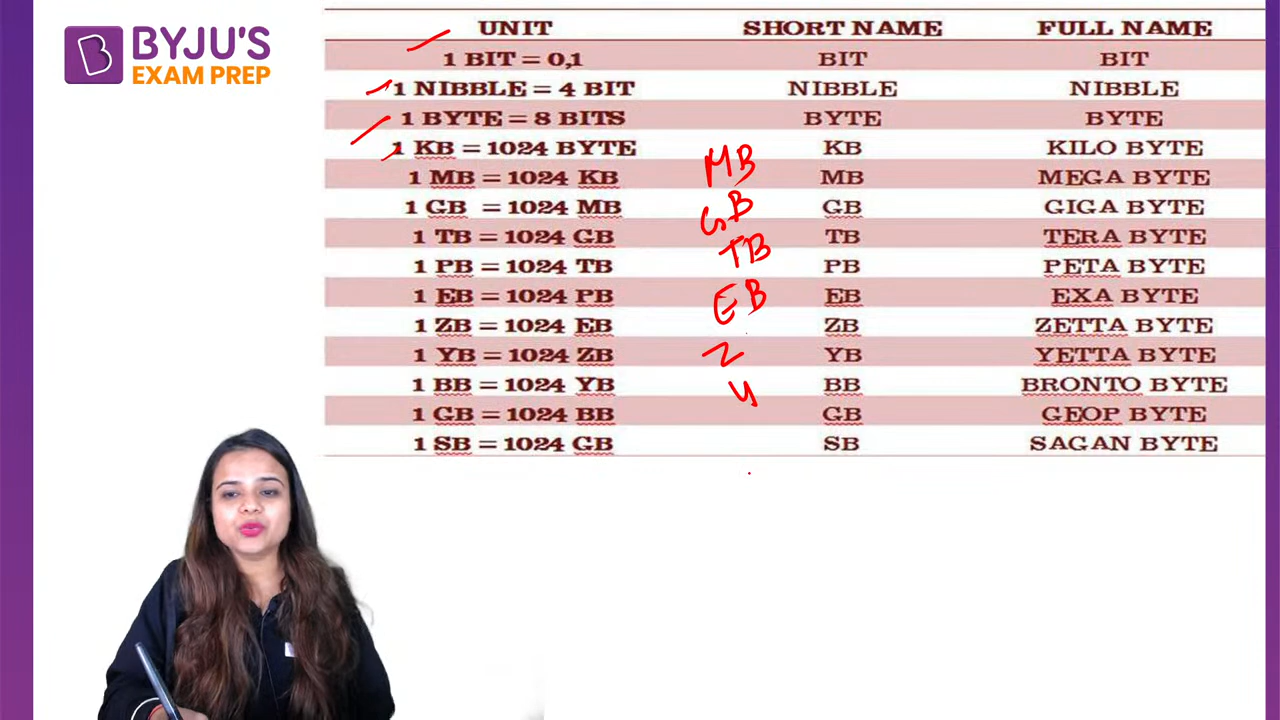 BYJU'S
EXAM PREP
UNIT SHORT NAME FULL NAME
1 BIT = 0,1 BIT BIT
1 NIBBLE = 4 BIT NIBBLE NIBBLE
1 BYTE = 8 BITS BYTE BYTE
1 KB = 1024 BYTE KB KILO BYTE
MB
1 MB = 1024 KB MB MEGA BYTE
1 GB = 1024 MB GB GIGA BYTE
GB
1 TB = 1024 GB TB TERA BYTE
TB
1 PB = 1024 TB PB PETA BYTE
1 EB = 1024 PB EB EXA BYTE
EB
1 ZB = 1024 EB ZB ZETTA BYTE
Z
1 YB = 1024 ZB YB YETTA BYTE
1 BB = 1024 YB BB BRONTO BYTE
Y
1 GB = 1024 BB GB GEOP BYTE
1 SB = 1024 GB SB SAGAN BYTE